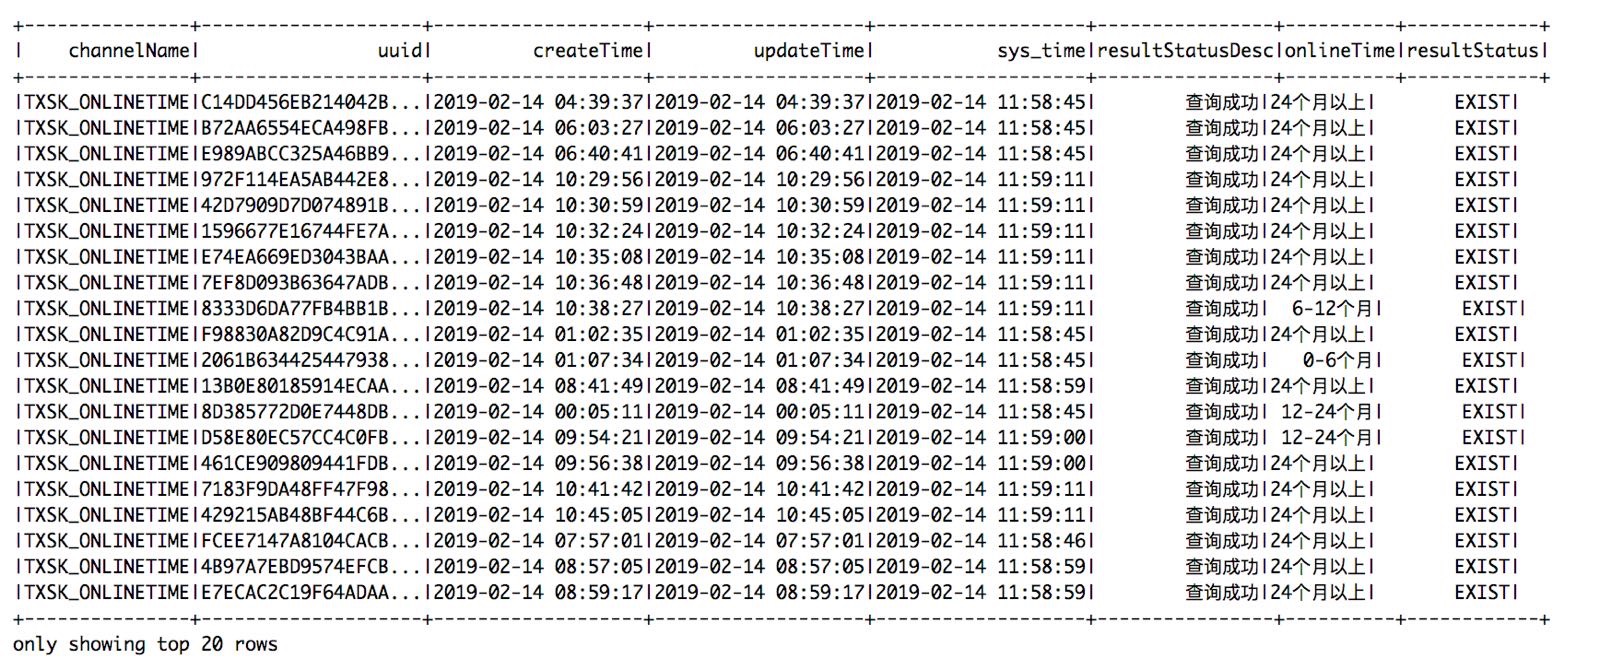 +---------------+--------------------+-------------------+-------------------+-------------------+----------------+----------+------------+
|    channelName|                uuid|         createTime|         updateTime|           sys_time|resultStatusDesc|onlineTime|resultStatus|
+---------------+--------------------+-------------------+-------------------+-------------------+----------------+----------+------------+
|TXSK_ONLINETIME|C14DD456EB214042B...|2019-02-14 04:39:37|2019-02-14 04:39:37|2019-02-14 11:58:45|        查询成功|24个月以上|       EXIST|
|TXSK_ONLINETIME|B72AA6554ECA498FB...|2019-02-14 06:03:27|2019-02-14 06:03:27|2019-02-14 11:58:45|        查询成功|24个月以上|       EXIST|
|TXSK_ONLINETIME|E989ABCC325A46BB9...|2019-02-14 06:40:41|2019-02-14 06:40:41|2019-02-14 11:58:45|        查询成功|24个月以上|       EXIST|
|TXSK_ONLINETIME|972F114EA5AB442E8...|2019-02-14 10:29:56|2019-02-14 10:29:56|2019-02-14 11:59:11|        查询成功|24个月以上|       EXIST|
|TXSK_ONLINETIME|42D7909D7D074891B...|2019-02-14 10:30:59|2019-02-14 10:30:59|2019-02-14 11:59:11|        查询成功|24个月以上|       EXIST|
|TXSK_ONLINETIME|1596677E16744FE7A...|2019-02-14 10:32:24|2019-02-14 10:32:24|2019-02-14 11:59:11|        查询成功|24个月以上|       EXIST|
|TXSK_ONLINETIME|E74EA669ED3043BAA...|2019-02-14 10:35:08|2019-02-14 10:35:08|2019-02-14 11:59:11|        查询成功|24个月以上|       EXIST|
|TXSK_ONLINETIME|7EF8D093B63647ADB...|2019-02-14 10:36:48|2019-02-14 10:36:48|2019-02-14 11:59:11|        查询成功|24个月以上|       EXIST|
|TXSK_ONLINETIME|8333D6DA77FB4BB1B...|2019-02-14 10:38:27|2019-02-14 10:38:27|2019-02-14 11:59:11|        查询成功|  6-12个月|       EXIST|
|TXSK_ONLINETIME|F98830A82D9C4C91A...|2019-02-14 01:02:35|2019-02-14 01:02:35|2019-02-14 11:58:45|        查询成功|24个月以上|       EXIST|
|TXSK_ONLINETIME|2061B634425447938...|2019-02-14 01:07:34|2019-02-14 01:07:34|2019-02-14 11:58:45|        查询成功|   0-6个月|       EXIST|
|TXSK_ONLINETIME|13B0E80185914ECAA...|2019-02-14 08:41:49|2019-02-14 08:41:49|2019-02-14 11:58:59|        查询成功|24个月以上|       EXIST|
|TXSK_ONLINETIME|8D385772D0E7448DB...|2019-02-14 00:05:11|2019-02-14 00:05:11|2019-02-14 11:58:45|        查询成功| 12-24个月|       EXIST|
|TXSK_ONLINETIME|D58E80EC57CC4C0FB...|2019-02-14 09:54:21|2019-02-14 09:54:21|2019-02-14 11:59:00|        查询成功| 12-24个月|       EXIST|
|TXSK_ONLINETIME|461CE909809441FDB...|2019-02-14 09:56:38|2019-02-14 09:56:38|2019-02-14 11:59:00|        查询成功|24个月以上|       EXIST|
|TXSK_ONLINETIME|7183F9DA48FF47F98...|2019-02-14 10:41:42|2019-02-14 10:41:42|2019-02-14 11:59:11|        查询成功|24个月以上|       EXIST|
|TXSK_ONLINETIME|429215AB48BF44C6B...|2019-02-14 10:45:05|2019-02-14 10:45:05|2019-02-14 11:59:11|        查询成功|24个月以上|       EXIST|
|TXSK_ONLINETIME|FCEE7147A8104CACB...|2019-02-14 07:57:01|2019-02-14 07:57:01|2019-02-14 11:58:46|        查询成功|24个月以上|       EXIST|
|TXSK_ONLINETIME|4B97A7EBD9574EFCB...|2019-02-14 08:57:05|2019-02-14 08:57:05|2019-02-14 11:58:59|        查询成功|24个月以上|       EXIST|
|TXSK_ONLINETIME|E7ECAC2C19F64ADAA...|2019-02-14 08:59:17|2019-02-14 08:59:17|2019-02-14 11:58:59|        查询成功|24个月以上|       EXIST|
+---------------+--------------------+-------------------+-------------------+-------------------+----------------+----------+------------+
only showing top 20 rows